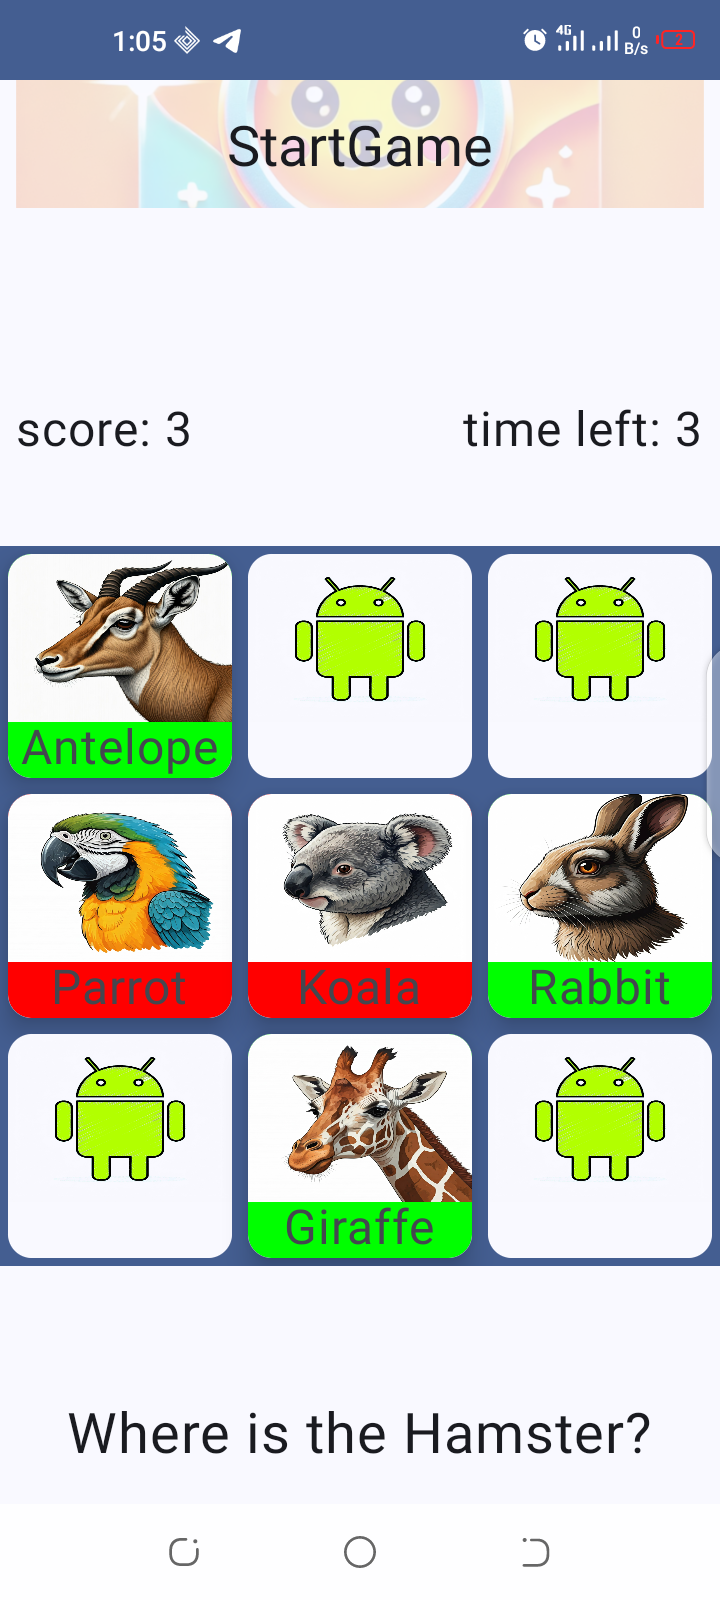 1:05 4G 0 B/s 2
StartGame
score: 3 time left: 3
Antelope
Parrot Koala Rabbit
Giraffe
Where is the Hamster?